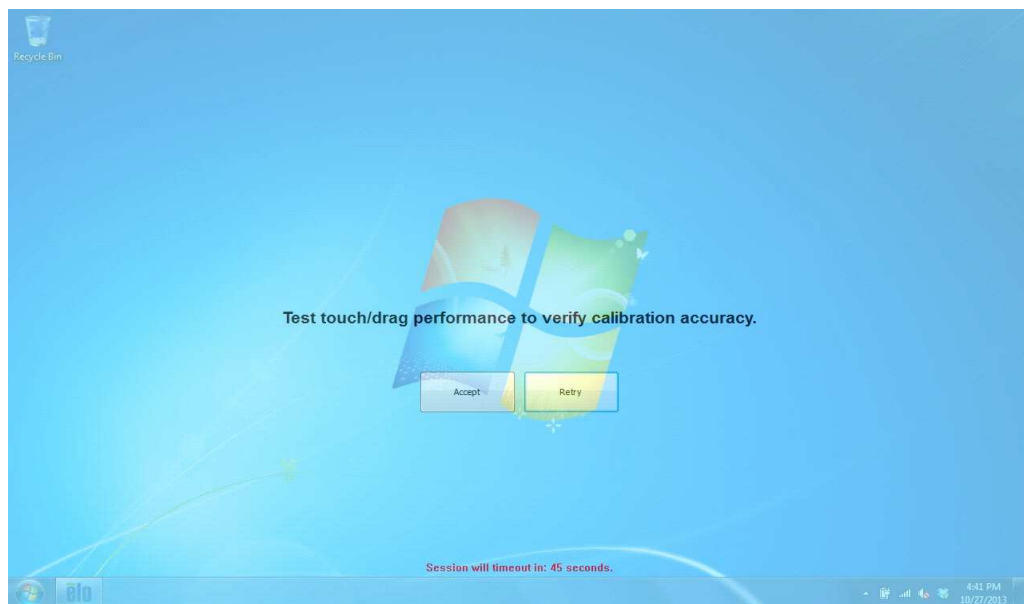 Recycle Bin
Test touch/drag performance to verify calibration accuracy.
Accept
Retry
Session will timeout in: 45 seconds.
elo
4:41 PM
10/27/2013